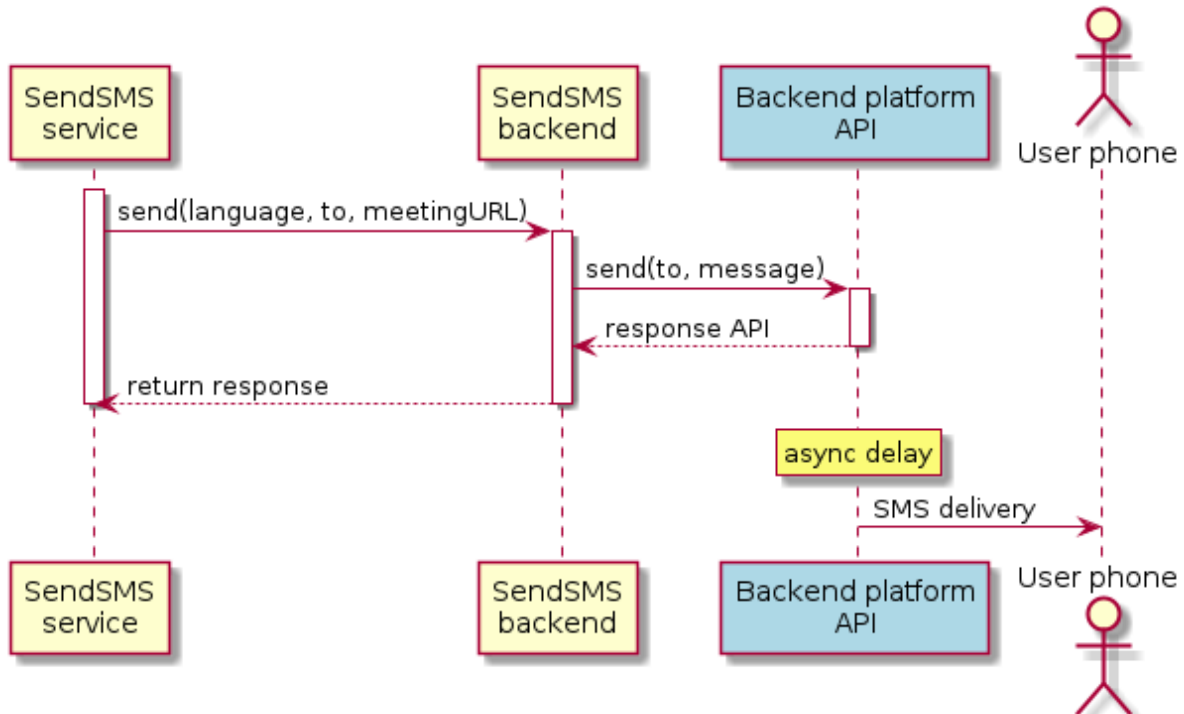 SendSMS
service
SendSMS
backend
Backend platform
API
User phone
send(language, to, meetingURL)
send(to, message)
response API
return response
async delay
SMS delivery
SendSMS
service
SendSMS
backend
Backend platform
API
User phone